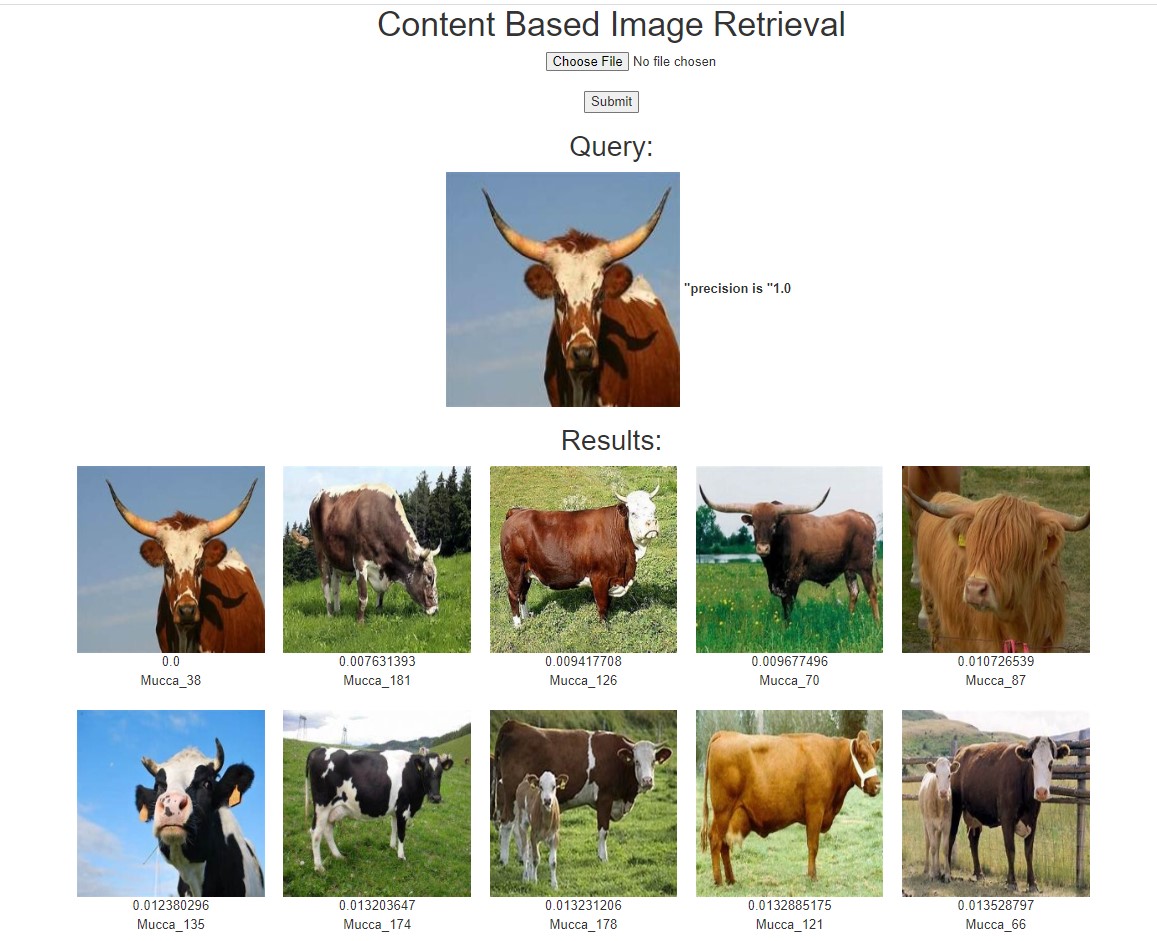 Content Based Image Retrieval
Choose File No file chosen
Submit
Query:
"precision is "1.0
Results:
0.0 0.007631393 0.009417708 0.009677496 0.010726539
Mucca_38 Mucca_181 Mucca_126 Mucca_70 Mucca_87
0.012380296 0.013203647 0.013231206 0.0132885175 0.013528797
Mucca_135 Mucca_174 Mucca_178 Mucca_121 Mucca_66